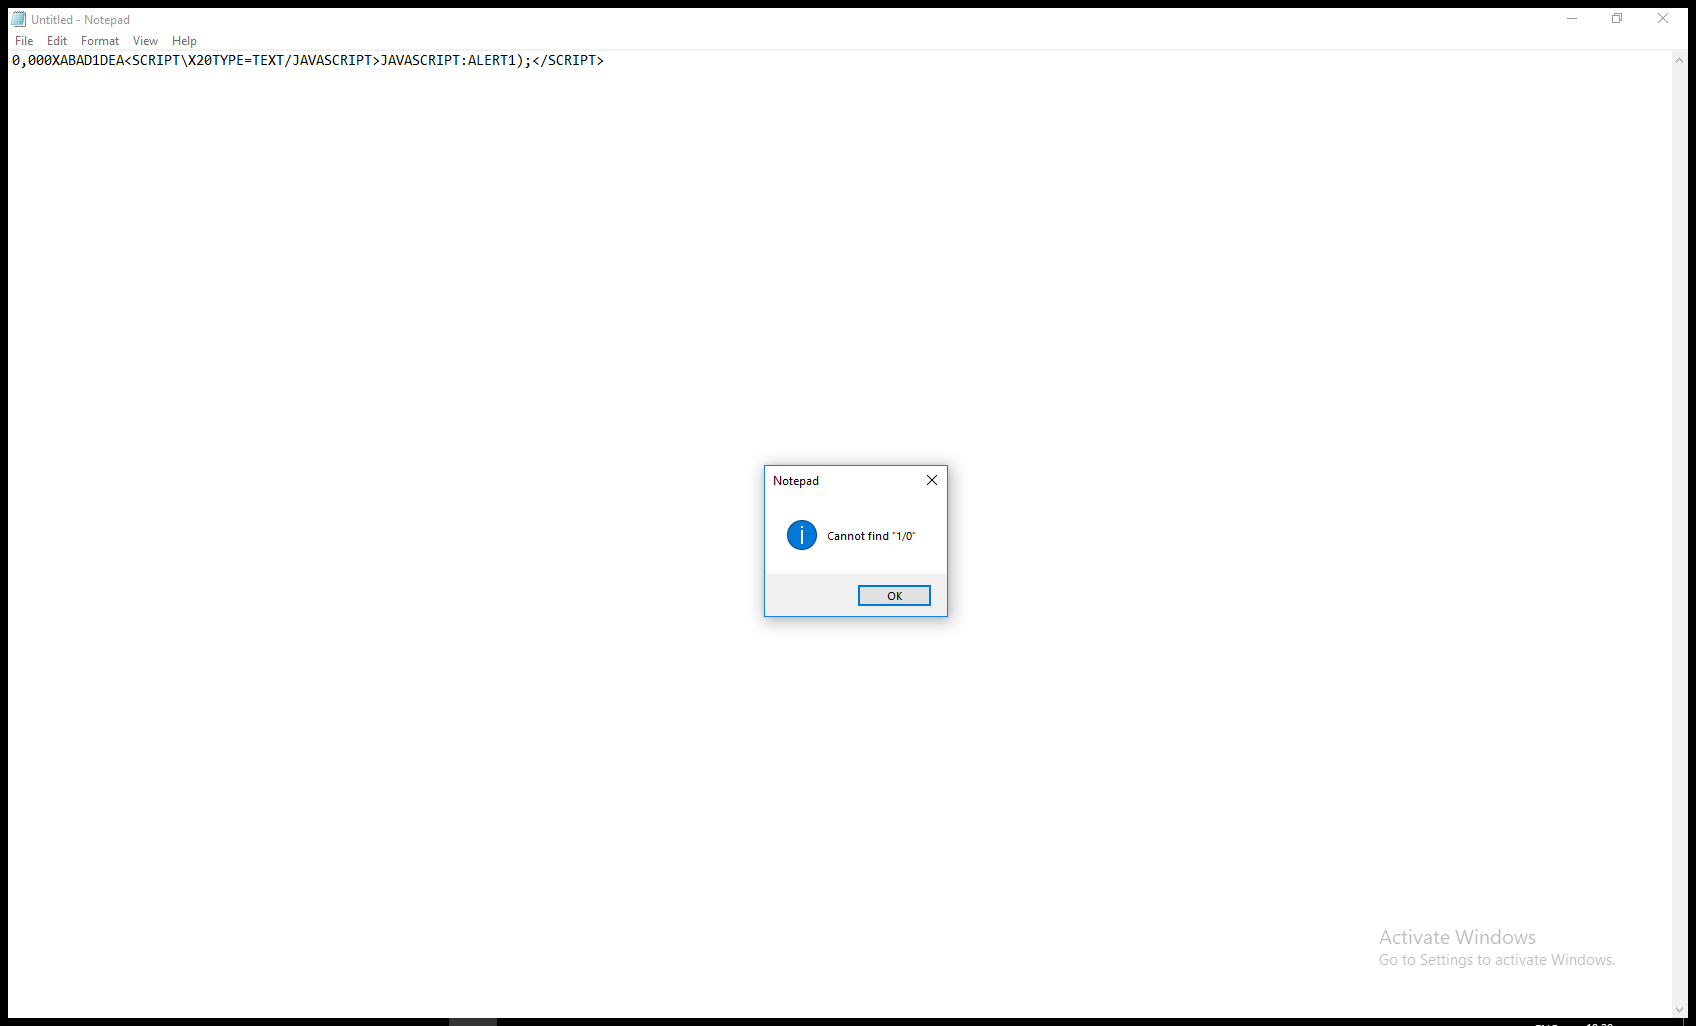 Untitled - Notepad
File Edit Format View Help
0,000XABAD1DEA<SCRIPT\X20TYPE=TEXT/JAVASCRIPT>JAVASCRIPT:ALERT1);</SCRIPT>
Notepad
Cannot find "1/0"
OK
Activate Windows
Go to Settings to activate Windows.